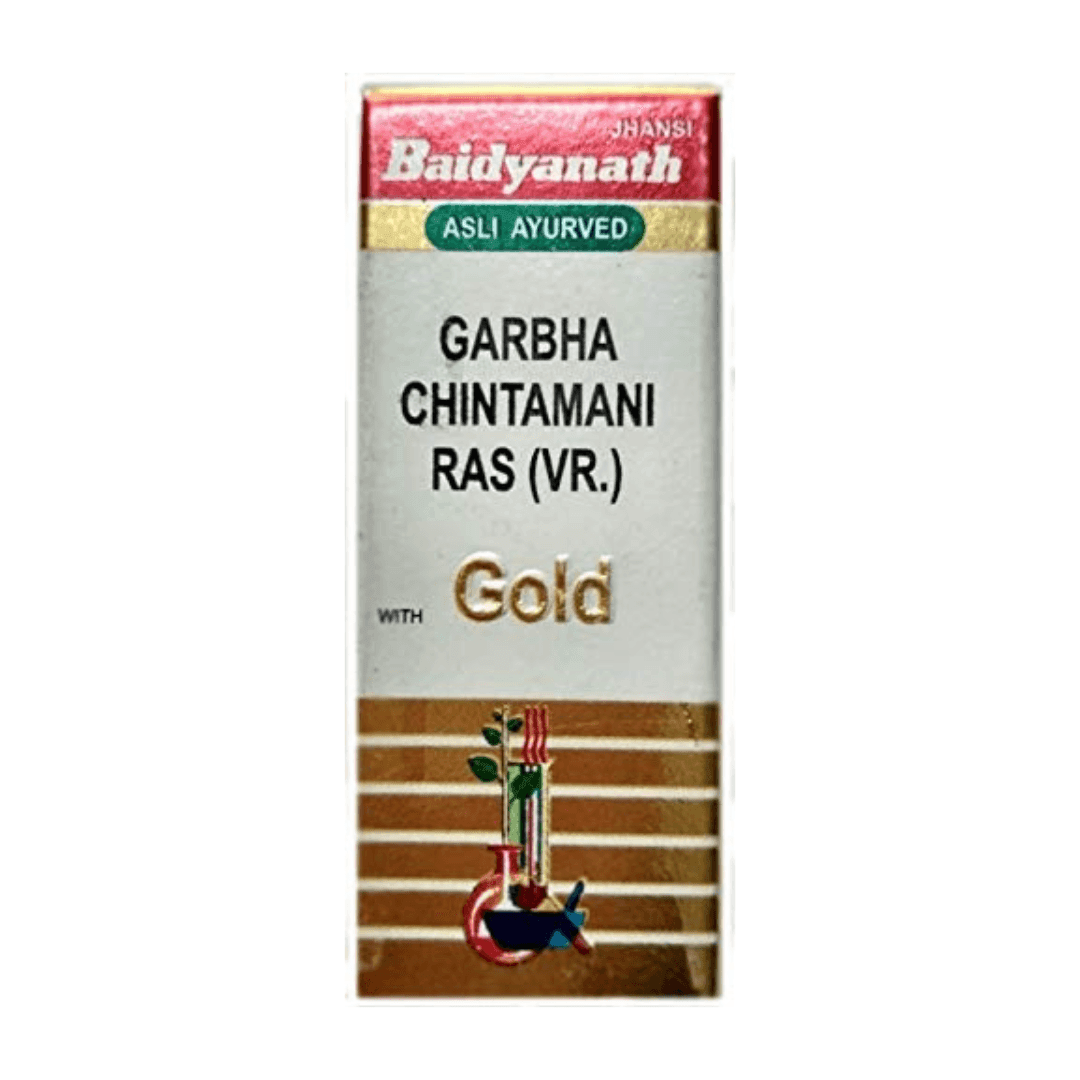 JHANSI
Baidyanath
ASLI AYURVED
GARBHA
CHINTAMANI
RAS (VR.)
WITH Gold